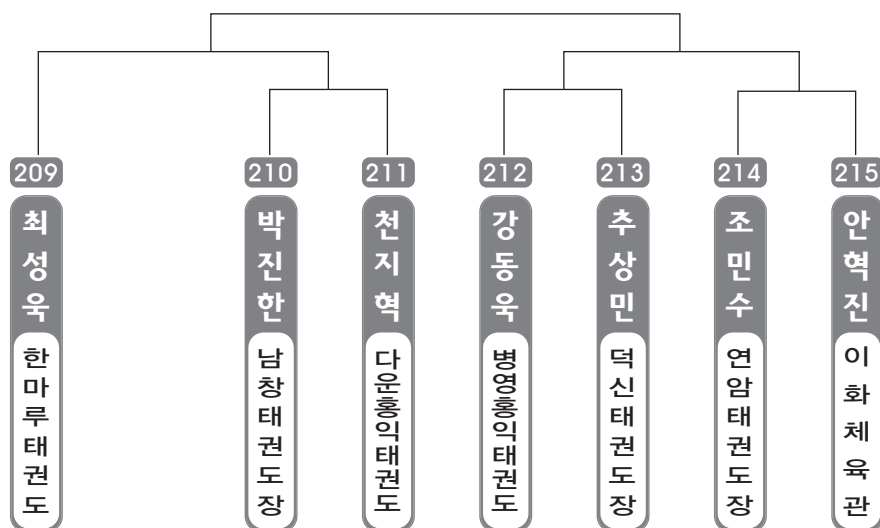 209
최성욱
한마루태권도
210
박진한
남창태권도장
211
천지혁
다운홍익태권도
212
강동욱
병영홍익태권도
213
추상민
덕신태권도장
214
조민수
연암태권도장
215
안혁진
이화체육관